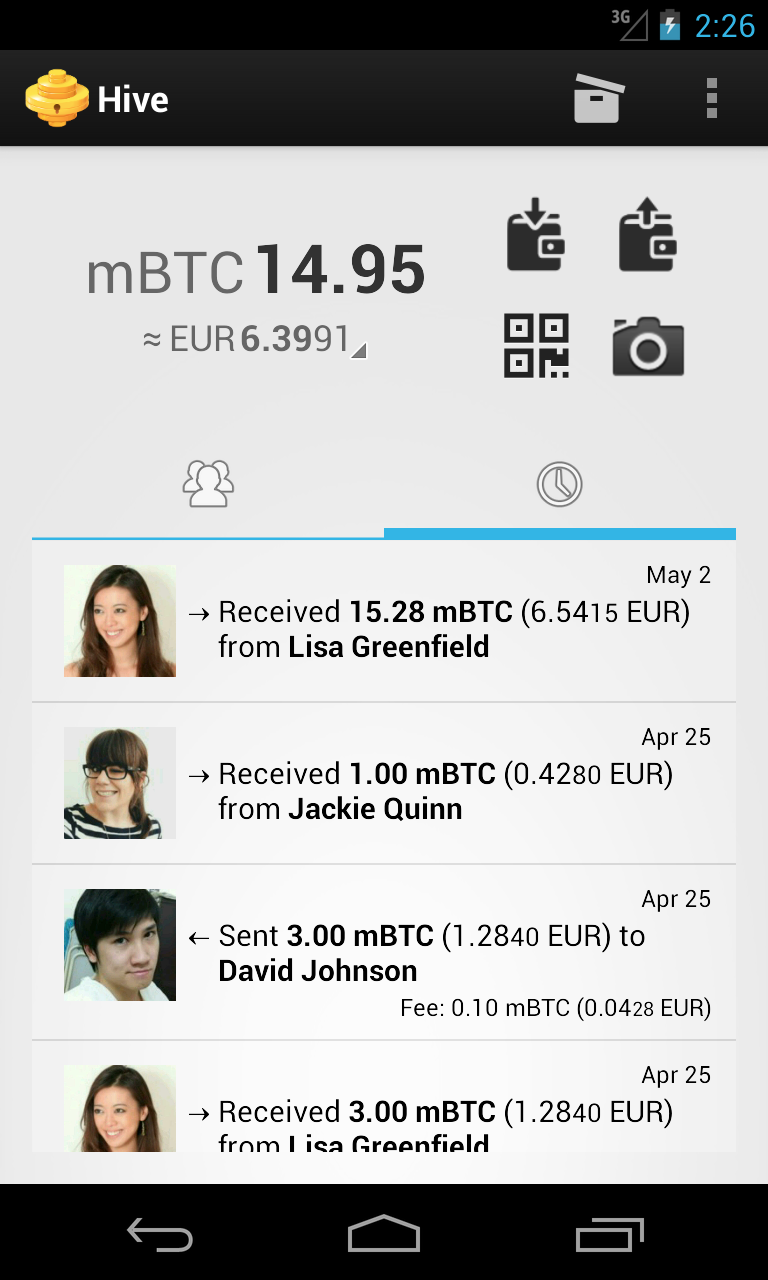 3G 2:26
Hive
mBTC 14.95
≈ EUR 6.3991
May 2
→ Received 15.28 mBTC (6.5415 EUR)
from Lisa Greenfield
Apr 25
→ Received 1.00 mBTC (0.4280 EUR)
from Jackie Quinn
Apr 25
← Sent 3.00 mBTC (1.2840 EUR) to
David Johnson
Fee: 0.10 mBTC (0.0428 EUR)
Apr 25
→ Received 3.00 mBTC (1.2840 EUR)
from Lisa Greenfield